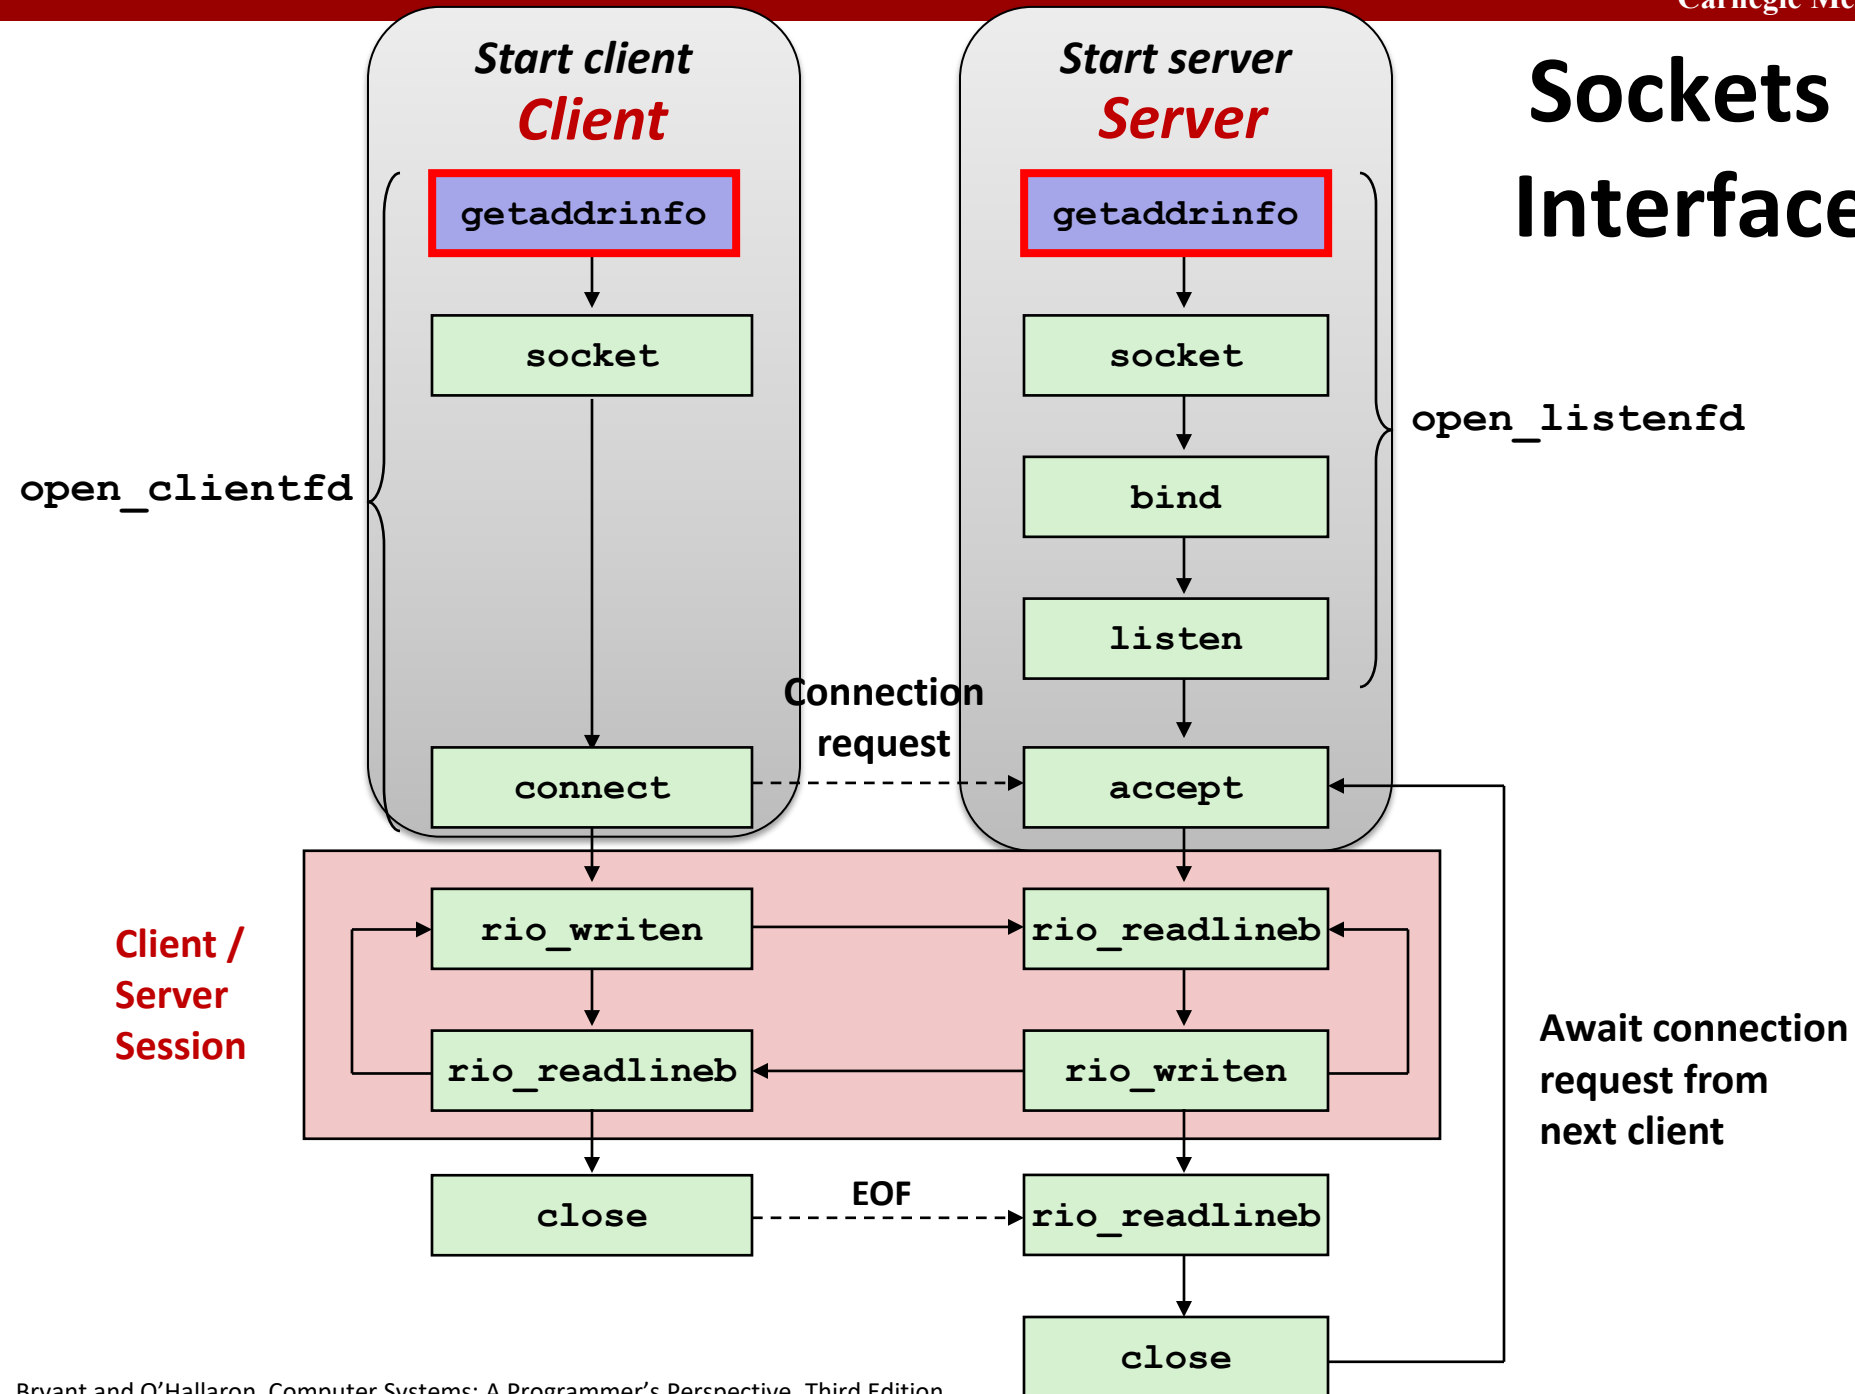 Carnegie
Sockets
Interface
Start client
Client
getaddrinfo
socket
connect
open_clientfd
Start server
Server
getaddrinfo
socket
bind
listen
accept
open_listenfd
Connection
request
Client /
Server
Session
rio_writen
rio_readlineb
rio_readlineb
rio_writen
Await connection
request from
next client
close
EOF
rio_readlineb
close
Bryant and O'Hallaron, Computer Systems: A Programmer's Perspective, Third Edition